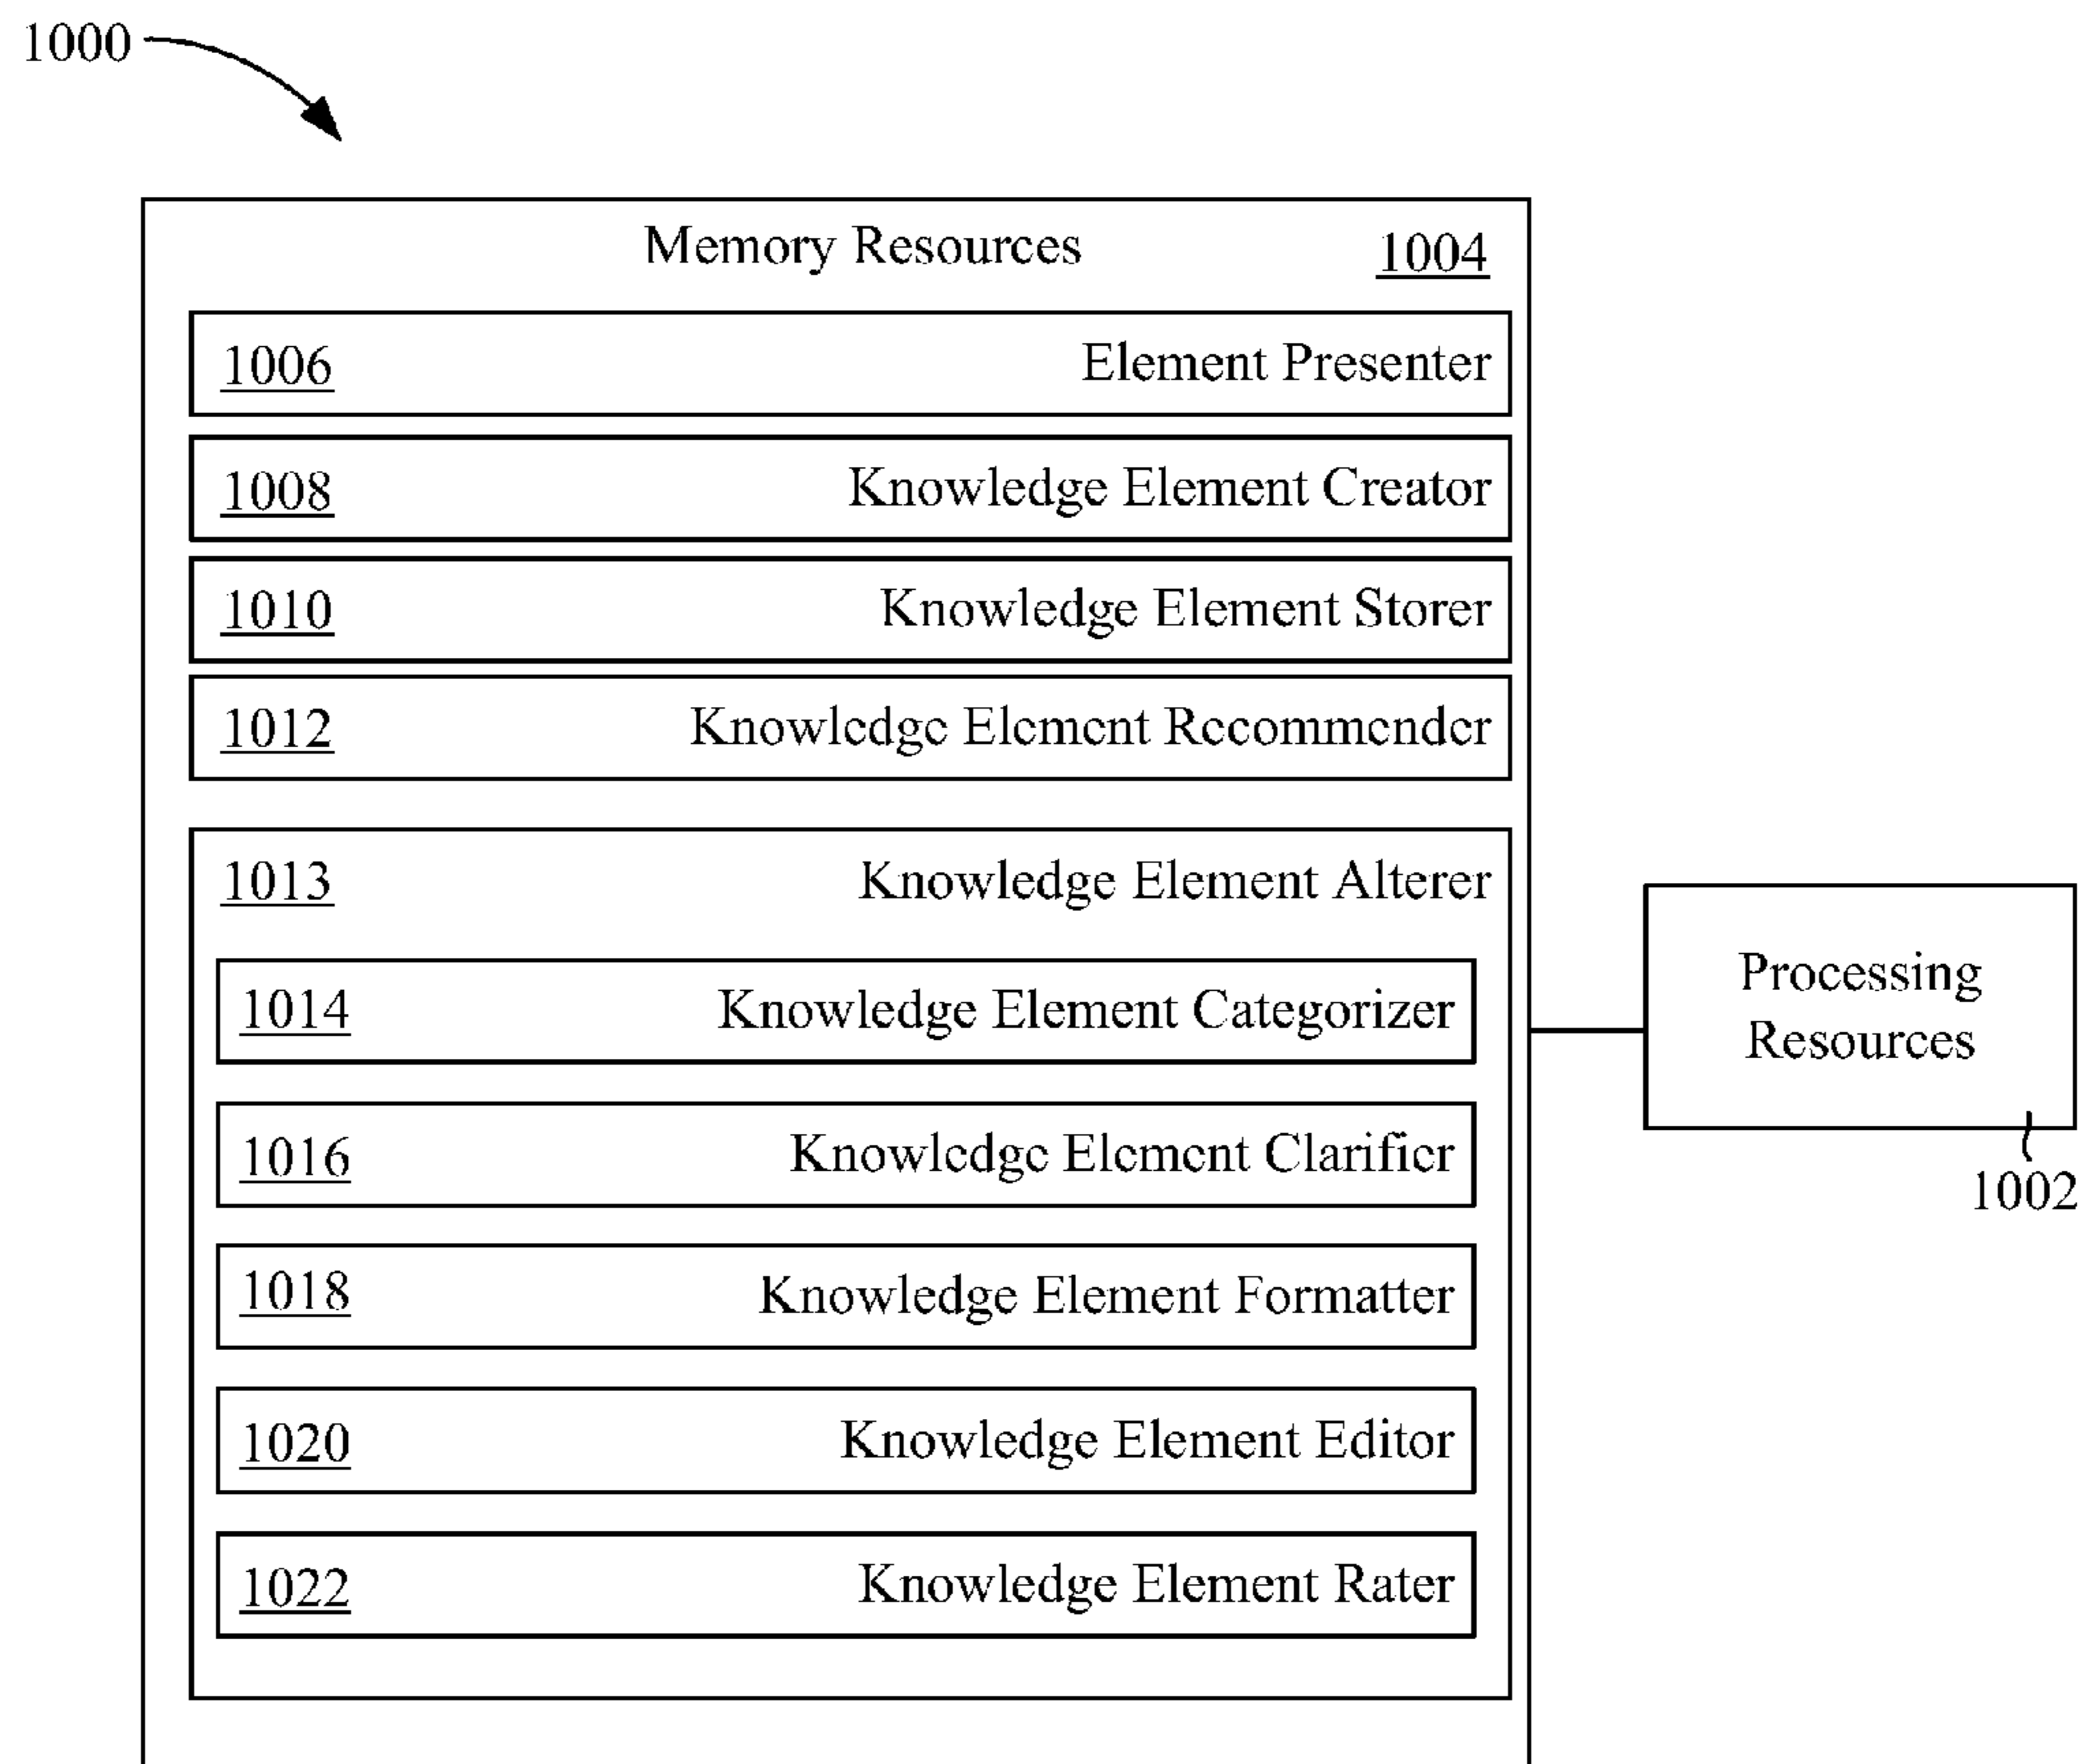 1000
Memory Resources 1004
1006 Element Presenter
1008 Knowledge Element Creator
1010 Knowledge Element Storer
1012 Knowledge Element Recommender
1013 Knowledge Element Alterer
1014 Knowledge Element Categorizer
1016 Knowledge Element Clarifier
1018 Knowledge Element Formatter
1020 Knowledge Element Editor
1022 Knowledge Element Rater
Processing
Resources
1002